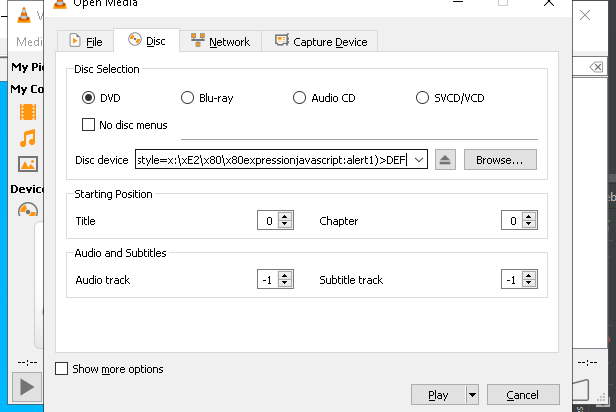 Open Media
V
Medi
File
Disc
Network
Capture Device
My Pi
My Co
Device
Disc Selection
DVD
Blu-ray
Audio CD
SVCD/VCD
No disc menus
Disc device
style=x:\xE2\x80\x80expressionjavascript:alert1)>DEF
Browse...
Starting Position
Title
0
Chapter
0
Audio and Subtitles
Audio track
-1
Subtitle track
-1
--:--
--:--
Show more options
Play
Cancel